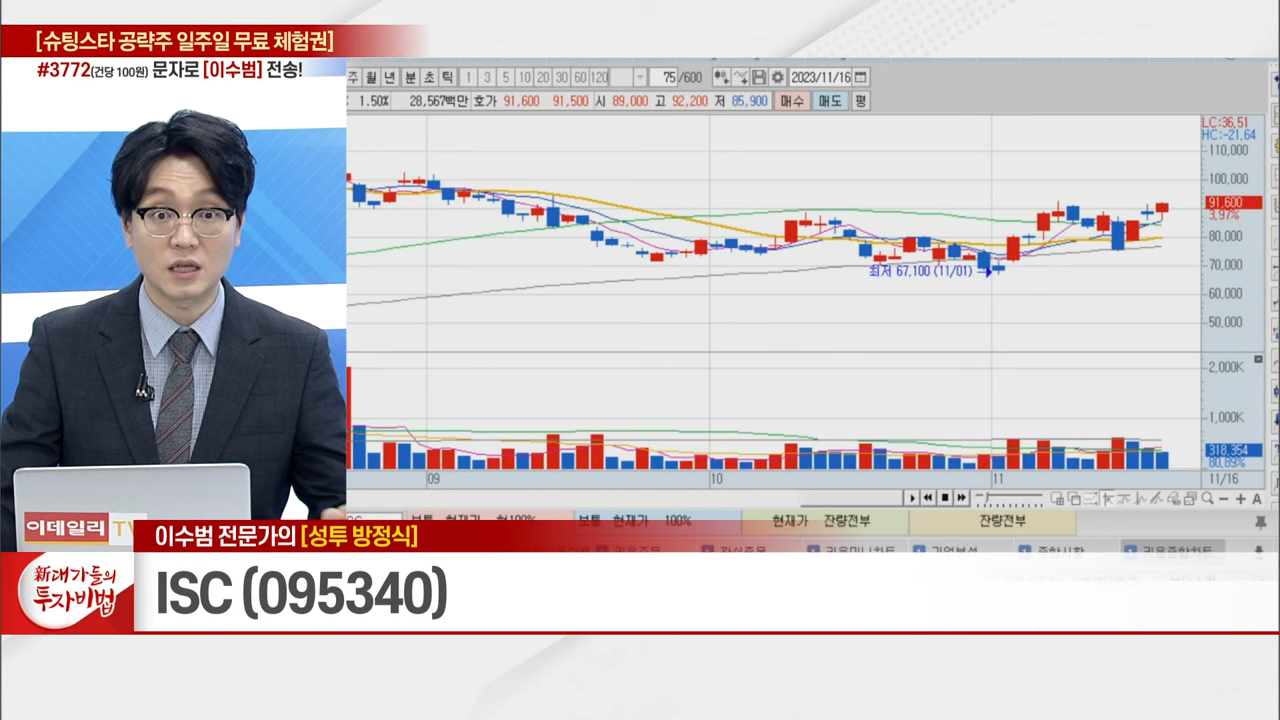 [슈팅스타 공략주 일주일 무료 체험권]
#3772(건당 100원) 문자로 [이수범] 전송!
주 월 년 분 초 틱 1 3 5 10 20 30 60 120 75 /600 2023/11/16
1.50% 28,567백만 호가 91,600 91,500 시 89,000 고 92,200 저 85,900 매수 매도 평
LC:36,51
HC:-21,64
110,000
100,000
91,600
3.97%
80,000
70,000
60,000
50,000
최저 67,100 (11/01)
2,000K
1,000K
318,354
80,89%
09 10 11 11/16
보통 현재가 100%
현재가 잔량전부
잔량전부
이데일리 TV
이수범 전문가의 [성투 방정식]
新대가들의
투자비법
ISC (095340)